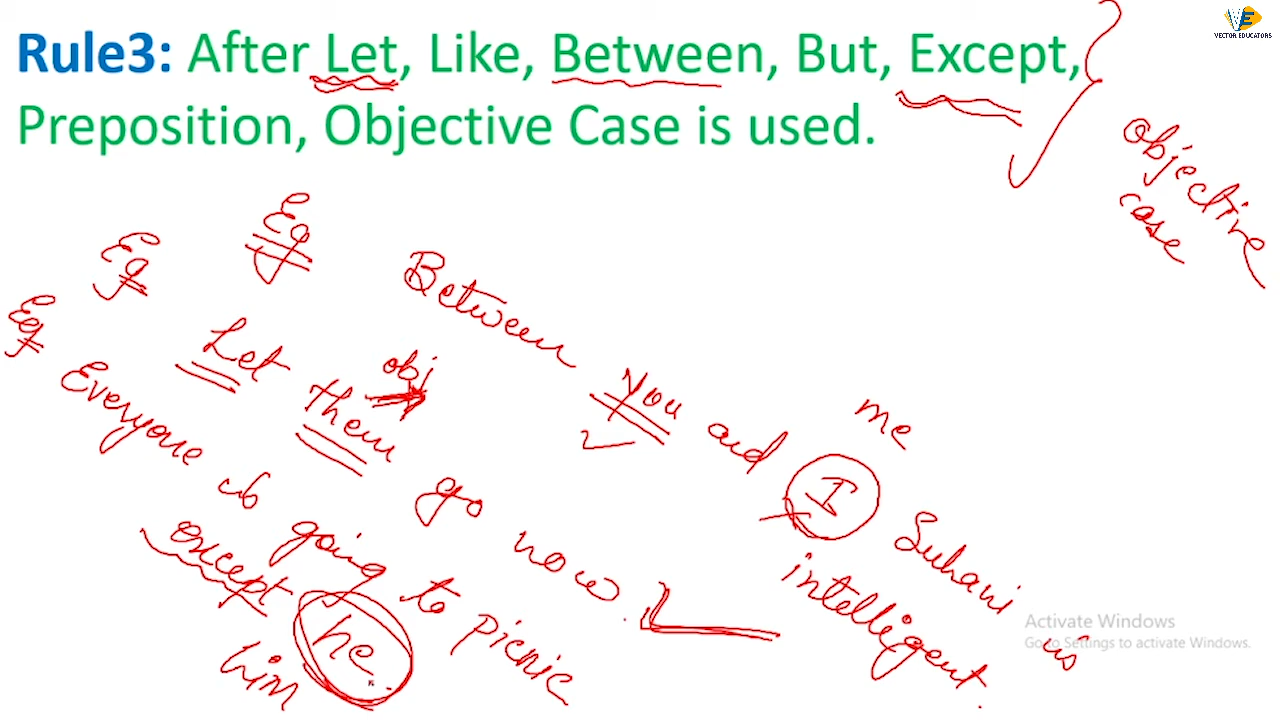 VECTOR EDUCATORS
Rule3: After Let, Like, Between, But, Except,
Preposition, Objective Case is used.
objective
case
Eg Between you and I Suhani is
me
intelligent.
Eg Let them go now.
obj
Eg Everyone is going to picnic
except he.
him
Activate Windows
Go to Settings to activate Windows.